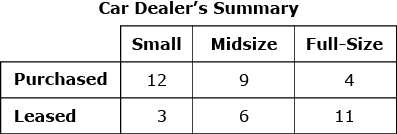 Car Dealer's Summary
Small Midsize Full-Size
Purchased 12 9 4
Leased 3 6 11